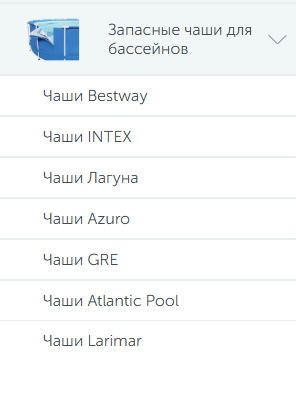 Запасные чаши для
бассейнов
Чаши Bestway
Чаши INTEX
Чаши Лагуна
Чаши Azuro
Чаши GRE
Чаши Atlantic Pool
Чаши Larimar